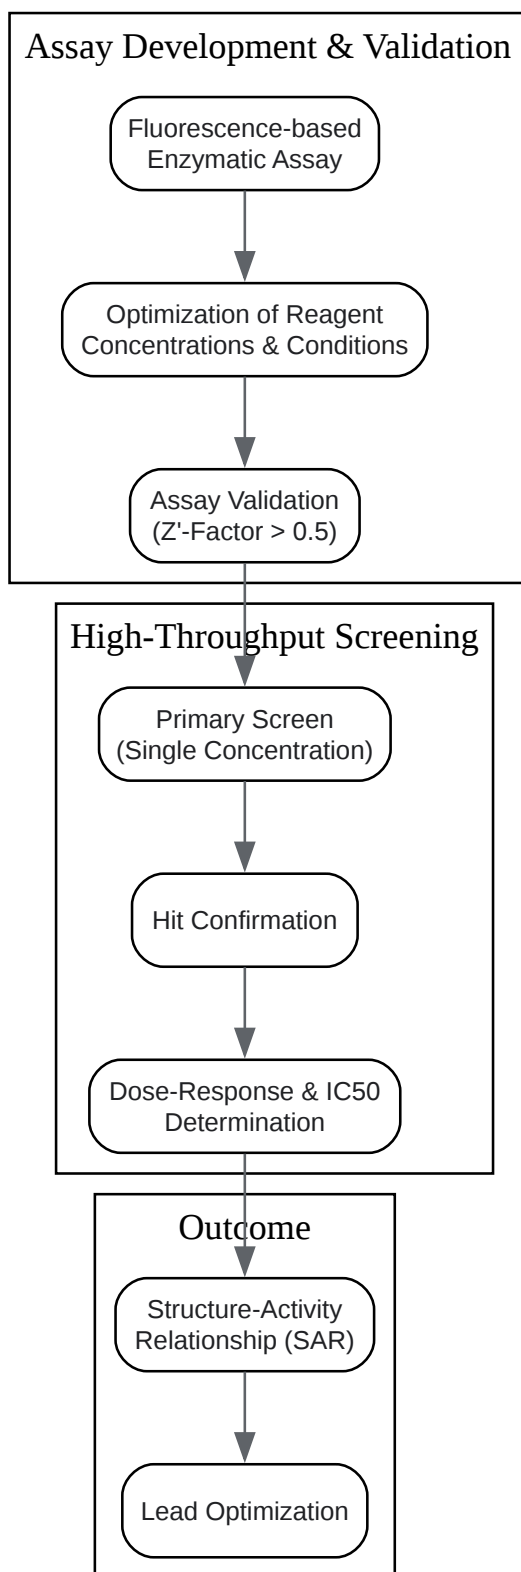 Assay Development & Validation
Fluorescence-based
Enzymatic Assay
Optimization of Reagent
Concentrations & Conditions
Assay Validation
(Z'-Factor > 0.5)
High-Throughput Screening
Primary Screen
(Single Concentration)
Hit Confirmation
Dose-Response & IC50
Determination
Outcome
Structure-Activity
Relationship (SAR)
Lead Optimization